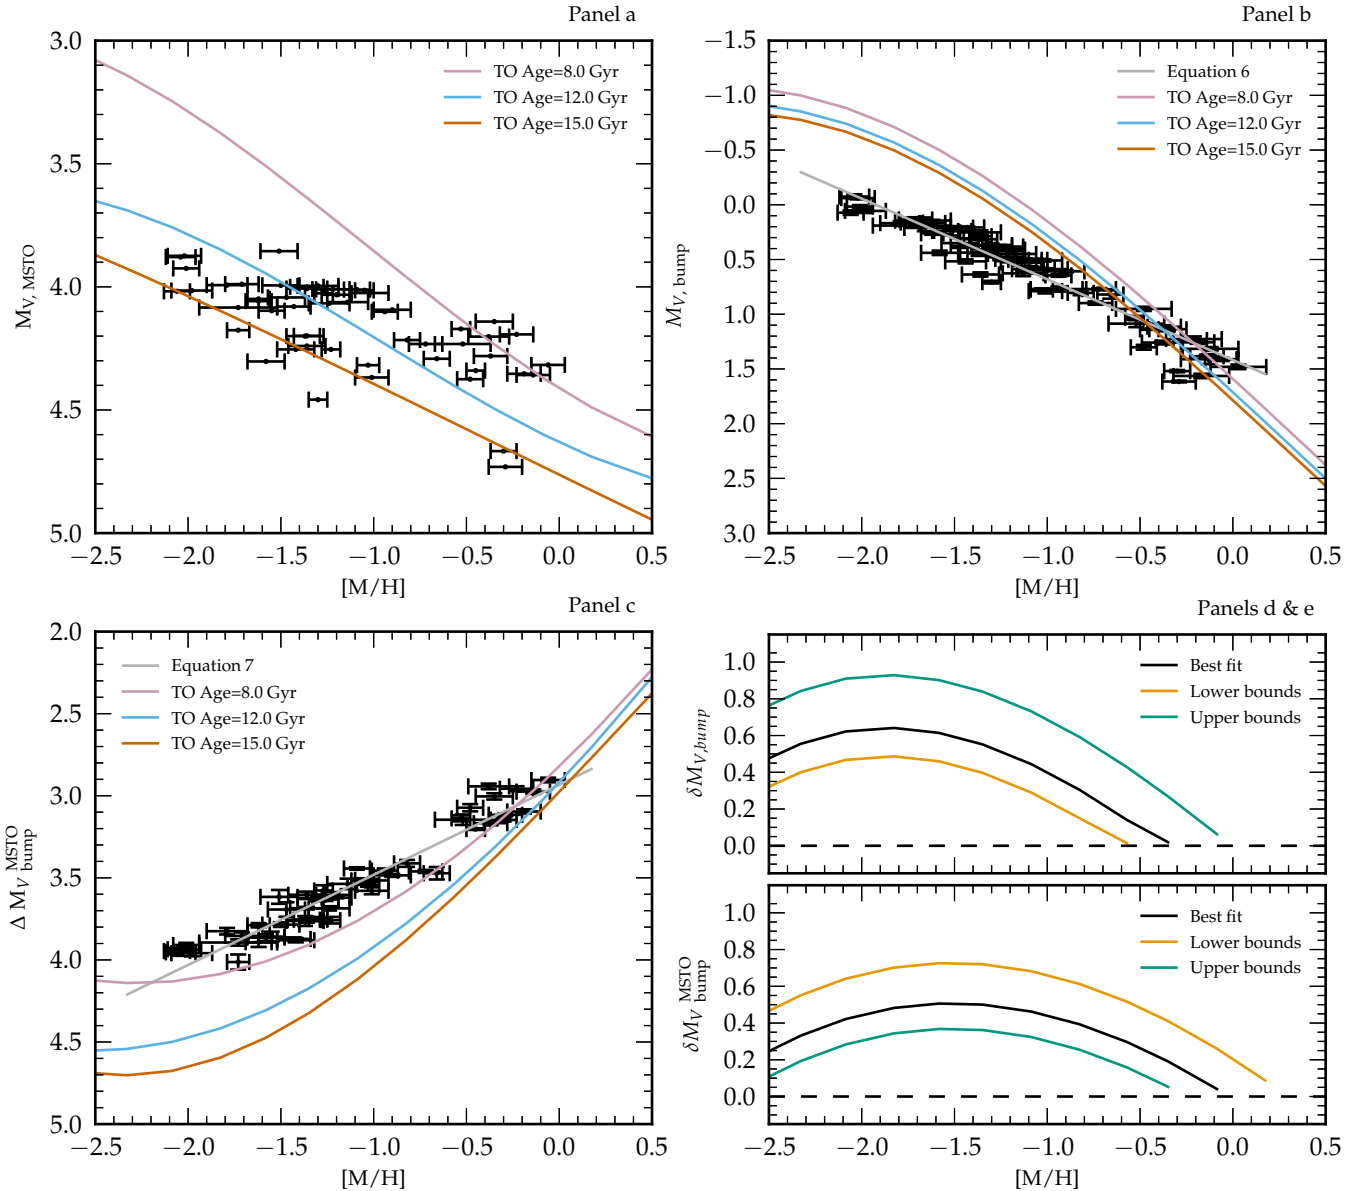 Panel a
3.0
3.5
4.0
4.5
5.0
M_V, MSTO
TO Age=8.0 Gyr
TO Age=12.0 Gyr
TO Age=15.0 Gyr
−2.5 −2.0 −1.5 −1.0 −0.5 0.0 0.5
[M/H]
Panel b
−1.5
−1.0
−0.5
0.0
0.5
1.0
1.5
2.0
2.5
3.0
M_V, bump
Equation 6
TO Age=8.0 Gyr
TO Age=12.0 Gyr
TO Age=15.0 Gyr
−2.5 −2.0 −1.5 −1.0 −0.5 0.0 0.5
[M/H]
Panel c
2.0
2.5
3.0
3.5
4.0
4.5
5.0
Δ M_V^MSTO_bump
Equation 7
TO Age=8.0 Gyr
TO Age=12.0 Gyr
TO Age=15.0 Gyr
−2.5 −2.0 −1.5 −1.0 −0.5 0.0 0.5
[M/H]
Panels d & e
1.0
0.8
0.6
0.4
0.2
0.0
δM_V,bump
Best fit
Lower bounds
Upper bounds
1.0
0.8
0.6
0.4
0.2
0.0
δM_V^MSTO_bump
Best fit
Lower bounds
Upper bounds
−2.5 −2.0 −1.5 −1.0 −0.5 0.0 0.5
[M/H]